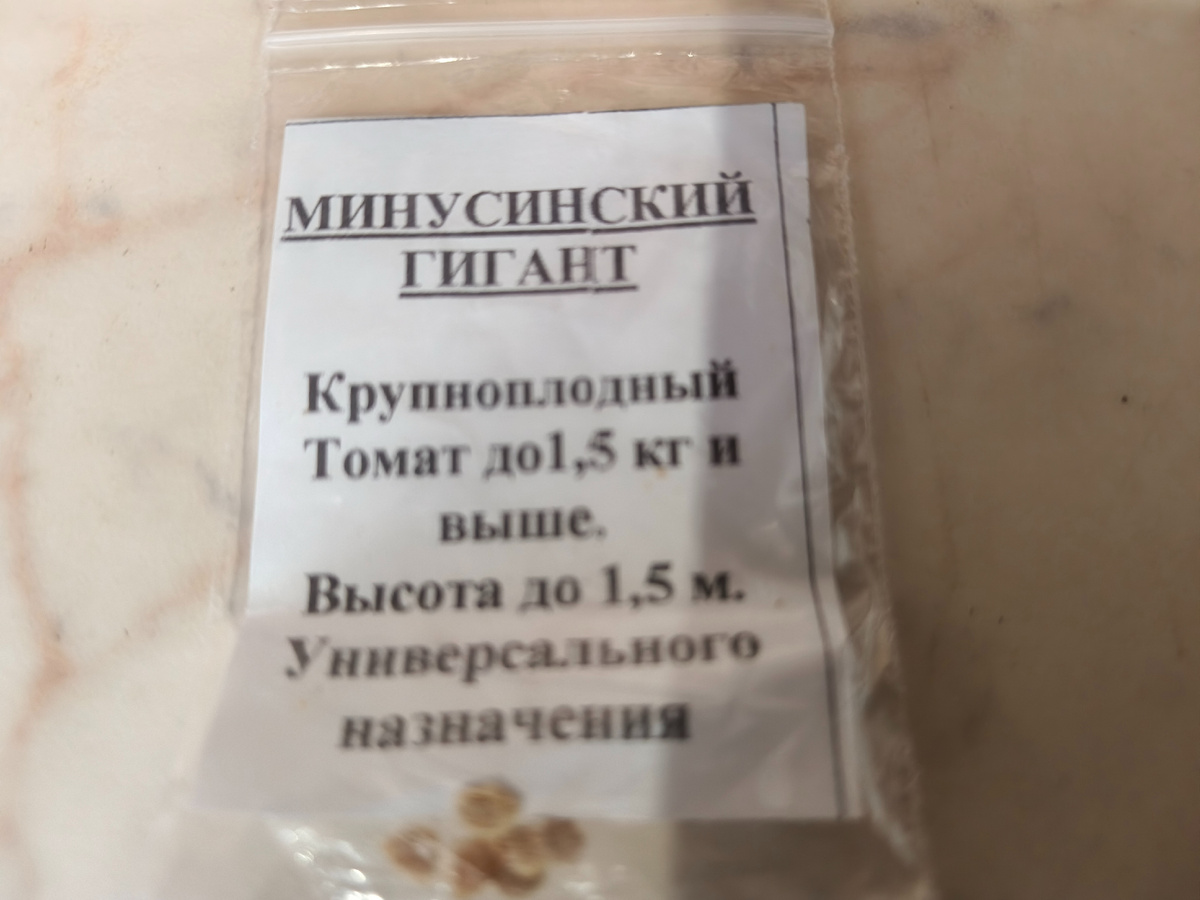 МИНУСИНСКИЙ
ГИГАНТ
Крупноплодный
Томат до1,5 кг и
выше.
Высота до 1,5 м.
Универсального
назначения